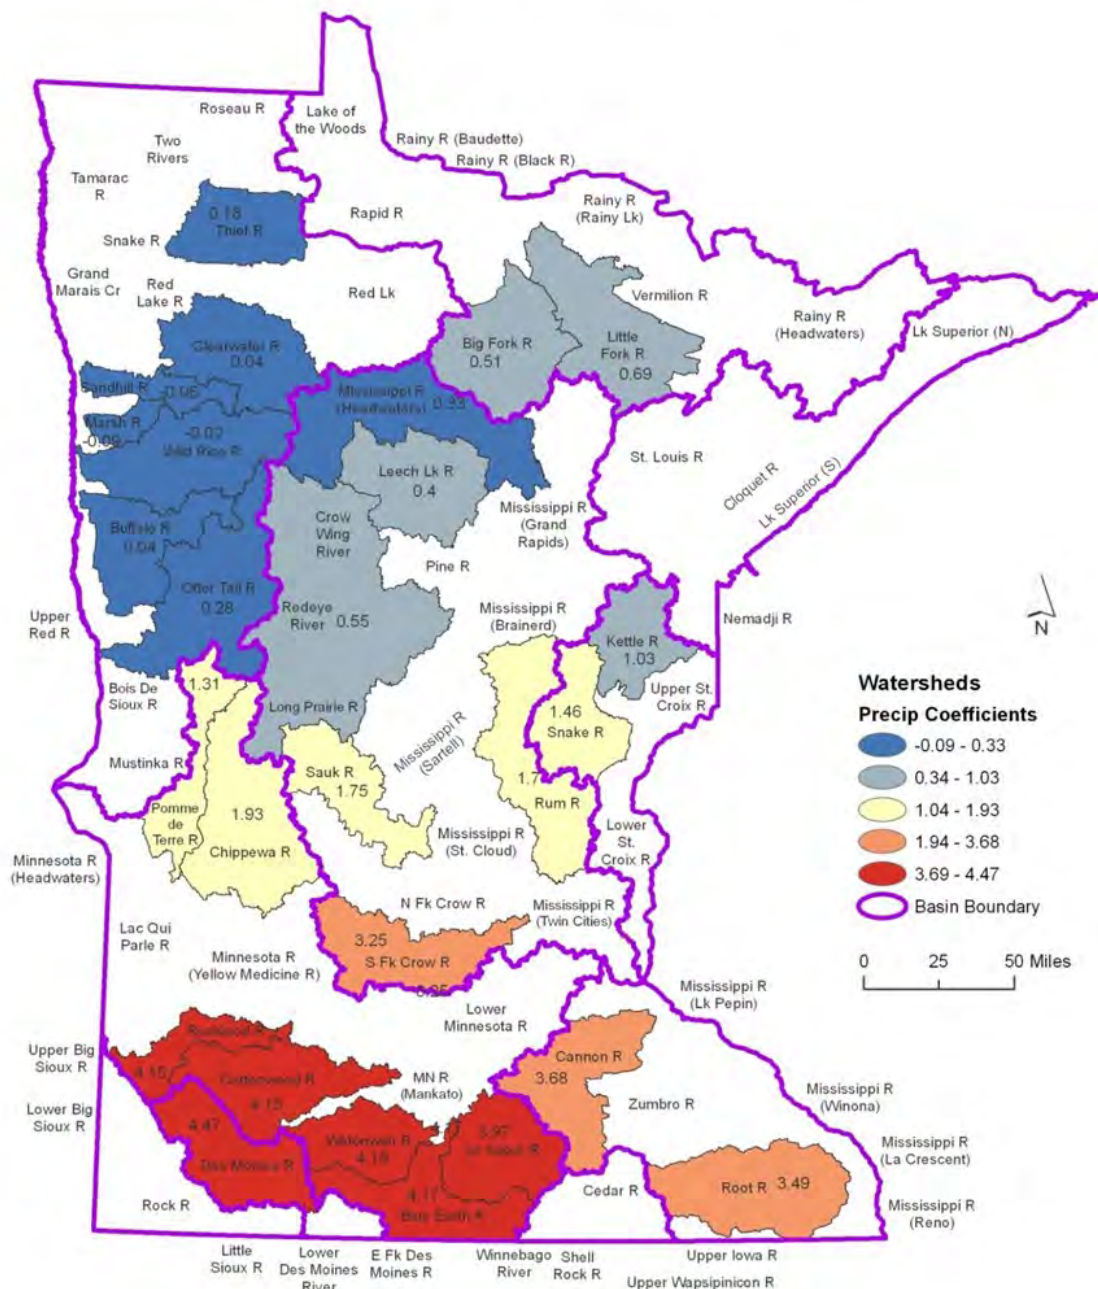 Roseau R
Lake of
the Woods
Rainy R (Baudette)
Rainy R (Black R)
Two
Rivers
Tamarac
R
Rapid R
Rainy R
(Rainy Lk)
0.18
Thief R
Snake R
Grand
Marais Cr
Red
Lake R
Red Lk
Vermilion R
Rainy R
(Headwaters)
Lk Superior (N)
Clearwater R
0.04
Big Fork R
0.51
Little
Fork R
0.69
Sandhill R
Mississippi R
(Headwaters)
0.33
Marsh R
-0.09
Wild Rice R
Leech Lk R
0.4
St. Louis R
Cloquet R
Lk Superior (S)
Crow
Wing
River
Mississippi R
(Grand
Rapids)
Buffalo R
0.04
Pine R
Otter Tail R
0.28
Upper
Red R
Redeye
River
0.55
Mississippi R
(Brainerd
Nemadji R
Kettle R
1.03
1.31
Bois De
Sioux R
Long Prairie R
Upper St.
Croix R
1.46
Snake R
Mississippi R
(Sartell)
Mustinka R
Sauk R
1.75
1.7
Rum R
Pomme
de
Terre R
1.93
Chippewa R
Mississippi R
(St. Cloud)
Lower
St.
Croix R
Minnesota R
(Headwaters)
N Fk Crow R
Mississippi R
(Twin Cities)
Lac Qui
Parle R
3.25
S Fk Crow R
Minnesota R
(Yellow Medicine R)
Mississippi R
(Lk Pepin)
Lower
Minnesota R
Upper Big
Sioux R
Redwood R
4.15
Cottonwood R
4.15
MN R
(Mankato)
Cannon R
3.68
Zumbro R
Mississippi R
(Winona)
Lower Big
Sioux R
4.47
Des Moines R
Watonwan R
4.18
3.97
Le Sueur R
Mississippi R
(La Crescent)
Rock R
Blue Earth R
Cedar R
Root R
3.49
Mississippi R
(Reno)
Little
Sioux R
Lower
Des Moines
River
E Fk Des
Moines R
Winnebago
River
Shell
Rock R
Upper Iowa R
Upper Wapsipinicon R
N
Watersheds
Precip Coefficients
-0.09 - 0.33
0.34 - 1.03
1.04 - 1.93
1.94 - 3.68
3.69 - 4.47
Basin Boundary
0 25 50 Miles